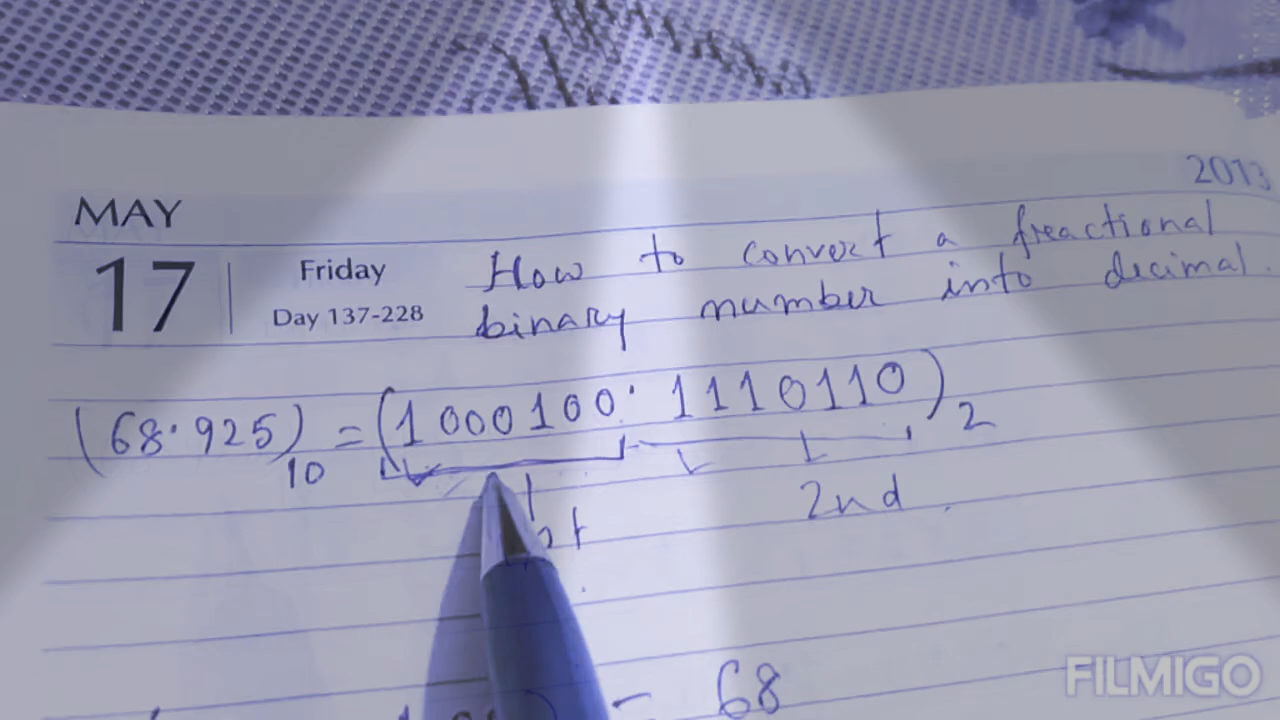 2013
MAY
17
Friday
Day 137-228
How to convert a freactional
binary number into decimal.
(68.925)10 = (1000100.1110110)2
2nd.
= 68
FILMIGO